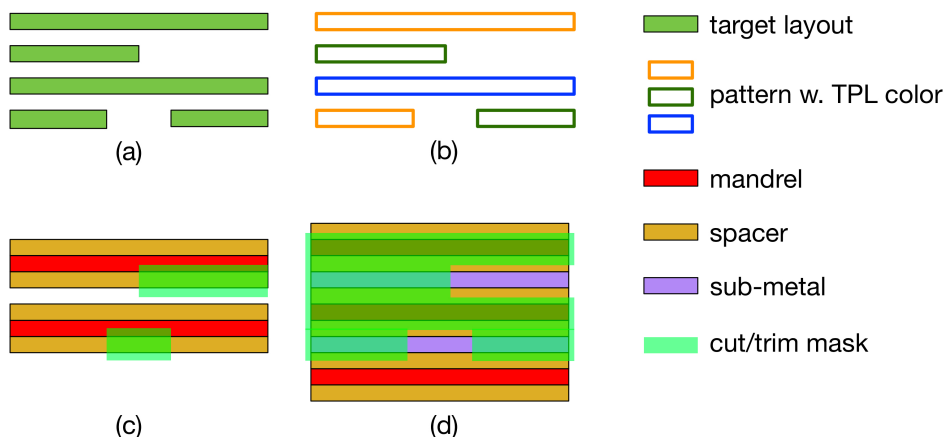 (a)
(b)
(c)
(d)
target layout
pattern w. TPL color
mandrel
spacer
sub-metal
cut/trim mask